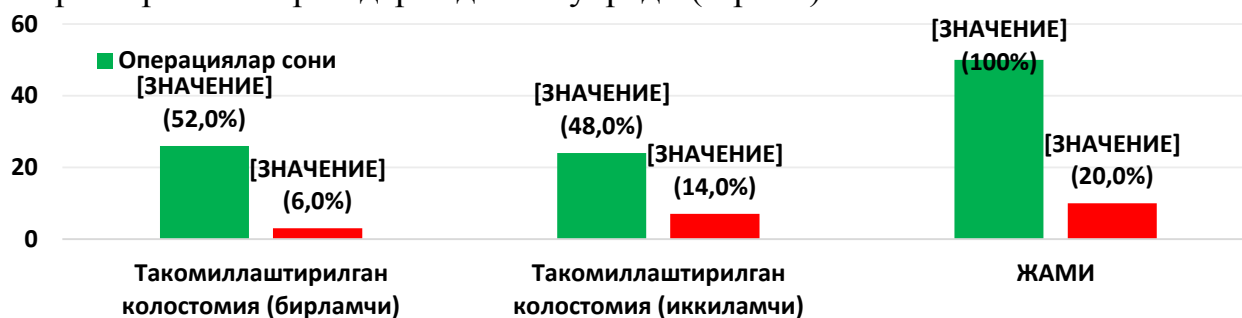 60
40
20
0
Операциялар сони
[ЗНАЧЕНИЕ]
(52,0%)
[ЗНАЧЕНИЕ]
(6,0%)
[ЗНАЧЕНИЕ]
(48,0%)
[ЗНАЧЕНИЕ]
(14,0%)
[ЗНАЧЕНИЕ]
(100%)
[ЗНАЧЕНИЕ]
(20,0%)
Такомиллаштирилган
колостомия (бирламчи)
Такомиллаштирилган
колостомия (иккиламчи)
ЖАМИ